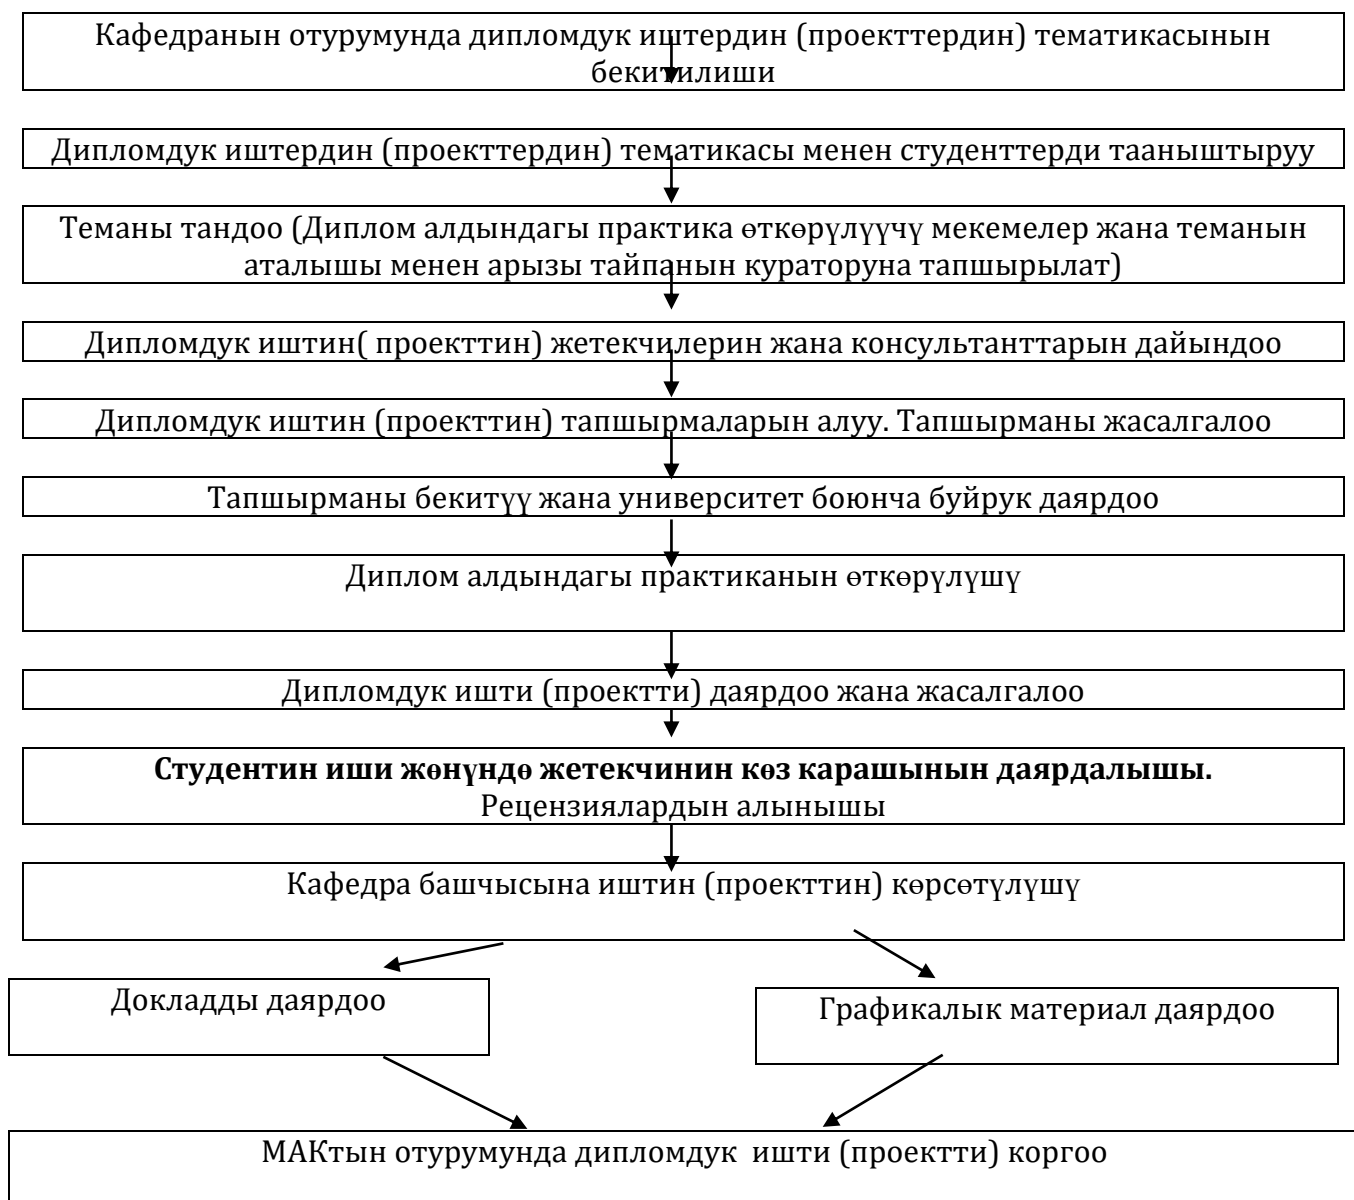 Кафедранын отурумунда дипломдук иштердин (проекттердин) тематикасынын
бекитилиши
Дипломдук иштердин (проекттердин) тематикасы менен студенттерди тааныштыруу
Теманы тандоо (Диплом алдындагы практика өткөрүлүүчү мекемелер жана теманын
аталышы менен арызы тайпанын кураторуна тапшырылат)
Дипломдук иштин( проекттин) жетекчилерин жана консультанттарын дайындоо
Дипломдук иштин (проекттин) тапшырмаларын алуу. Тапшырманы жасалгалоо
Тапшырманы бекитүү жана университет боюнча буйрук даярдоо
Диплом алдындагы практиканын өткөрүлүшү
Дипломдук ишти (проектти) даярдоо жана жасалгалоо
Студентин иши жөнүндө жетекчинин көз карашынын даярдалышы.
Рецензиялардын алынышы
Кафедра башчысына иштин (проекттин) көрсөтүлүшү
Докладды даярдоо
Графикалык материал даярдоо
МАКтын отурумунда дипломдук  ишти (проектти) коргоо